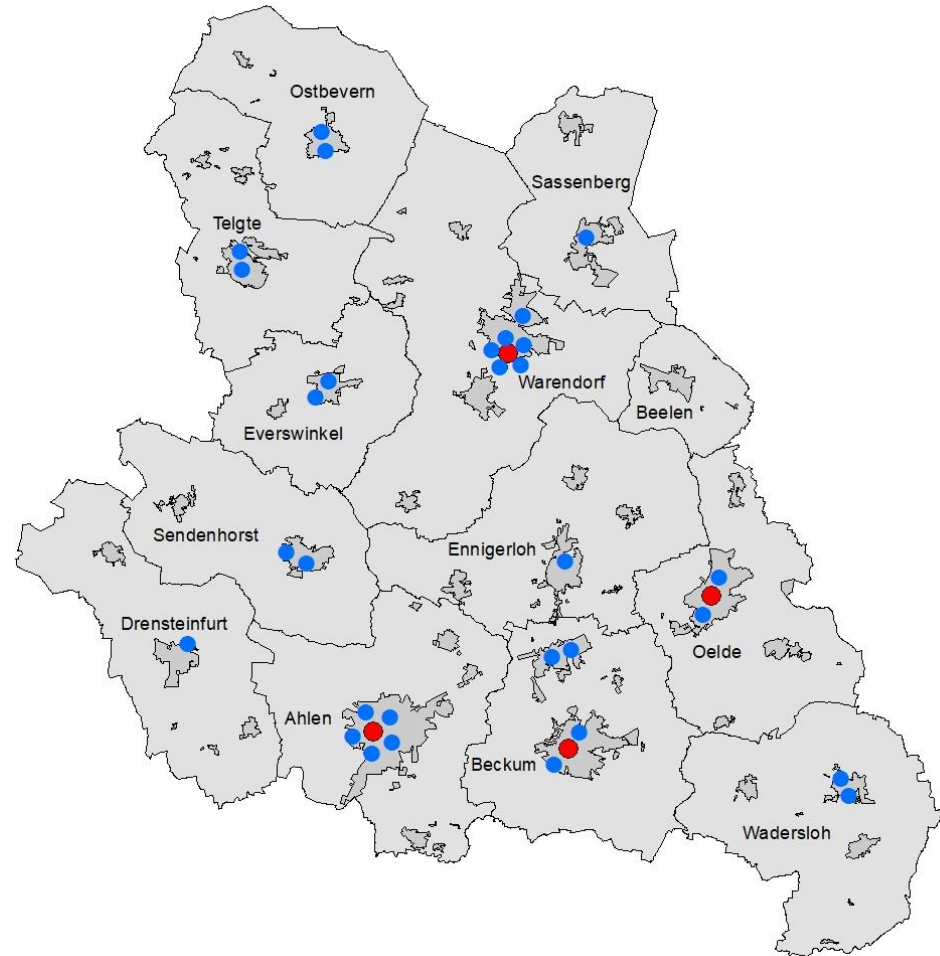 Ostbevern
Sassenberg
Telgte
Warendorf
Beelen
Everswinkel
Sendenhorst
Ennigerloh
Drensteinfurt
Oelde
Ahlen
Beckum
Wadersloh